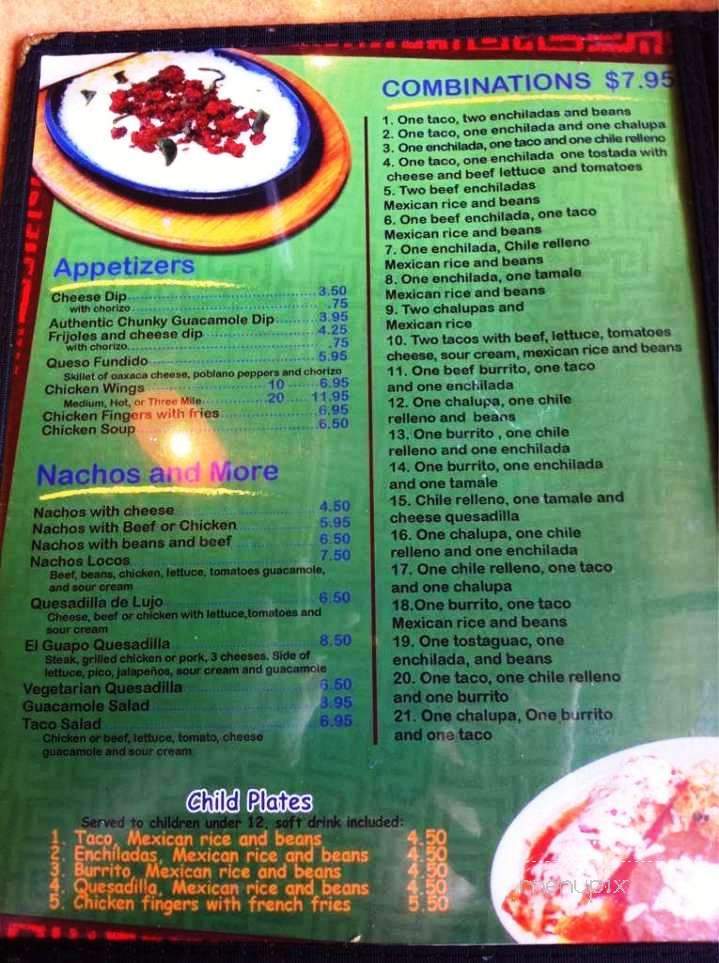 Appetizers
Cheese Dip 3.50
with chorizo .75
Authentic Chunky Guacamole Dip 3.95
Frijoles and cheese dip 4.25
with chorizo .75
Queso Fundido 5.95
Skillet of oaxaca cheese, poblano peppers and chorizo
Chicken Wings 10 6.95
Medium, Hot, or Three Mile 20 11.95
Chicken Fingers with fries 6.95
Chicken Soup 6.50
Nachos and More
Nachos with cheese 4.50
Nachos with Beef or Chicken 5.95
Nachos with beans and beef 6.50
Nachos Locos 7.50
Beef, beans, chicken, lettuce, tomatoes guacamole,
and sour cream
Quesadilla de Lujo 6.50
Cheese, beef or chicken with lettuce,tomatoes and
sour cream
El Guapo Quesadilla 8.50
Steak, grilled chicken or pork, 3 cheeses. Side of
lettuce, pico, jalapeños, sour cream and guacamole
Vegetarian Quesadilla 6.50
Guacamole Salad 3.95
Taco Salad 6.95
Chicken or beef, lettuce, tomato, cheese
guacamole and sour cream
COMBINATIONS $7.95
1. One taco, two enchiladas and beans
2. One taco, one enchilada and one chalupa
3. One enchilada, one taco and one chile relleno
4. One taco, one enchilada one tostada with
cheese and beef lettuce and tomatoes
5. Two beef enchiladas
Mexican rice and beans
6. One beef enchilada, one taco
Mexican rice and beans
7. One enchilada, Chile relleno
Mexican rice and beans
8. One enchilada, one tamale
Mexican rice and beans
9. Two chalupas and
Mexican rice
10. Two tacos with beef, lettuce, tomatoes
cheese, sour cream, mexican rice and beans
11. One beef burrito, one taco
and one enchilada
12. One chalupa, one chile
relleno and beans
13. One burrito , one chile
relleno and one enchilada
14. One burrito, one enchilada
and one tamale
15. Chile relleno, one tamale and
cheese quesadilla
16. One chalupa, one chile
relleno and one enchilada
17. One chile relleno, one taco
and one chalupa
18.One burrito, one taco
Mexican rice and beans
19. One tostaguac, one
enchilada, and beans
20. One taco, one chile relleno
and one burrito
21. One chalupa, One burrito
and one taco
Child Plates
Served to children under 12, soft drink included:
1. Taco, Mexican rice and beans 4.50
2. Enchiladas, Mexican rice and beans 4.50
3. Burrito, Mexican rice and beans 4.50
4. Quesadilla, Mexican rice and beans 4.50
5. Chicken fingers with french fries 5.50
menupix